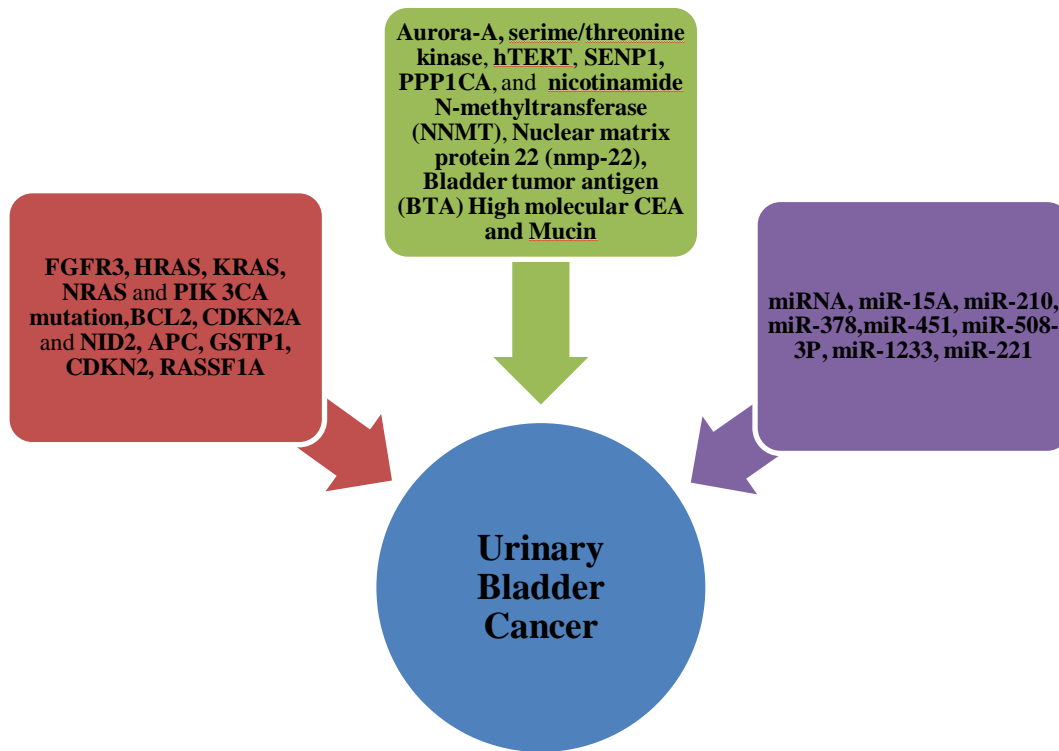 Aurora-A, serime/threonine
kinase, hTERT, SENP1,
PPP1CA, and nicotinamide
N-methyltransferase
(NNMT), Nuclear matrix
protein 22 (nmp-22),
Bladder tumor antigen
(BTA) High molecular CEA
and Mucin
FGFR3, HRAS, KRAS,
NRAS and PIK 3CA
mutation,BCL2, CDKN2A
and NID2, APC, GSTP1,
CDKN2, RASSF1A
miRNA, miR-15A, miR-210,
miR-378,miR-451, miR-508-
3P, miR-1233, miR-221
Urinary
Bladder
Cancer